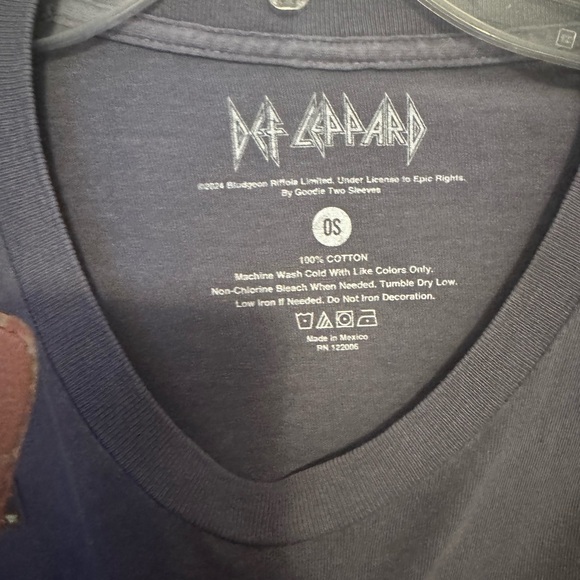 DEF LEPPARD
©2024 Bludgeon Riffola Limited. Under License to Epic Rights.
By Goodie Two Sleeves
OS
100% COTTON
Machine Wash Cold With Like Colors Only.
Non-Chlorine Bleach When Needed. Tumble Dry Low.
Low Iron If Needed. Do Not Iron Decoration.
Made in Mexico
RN 122006